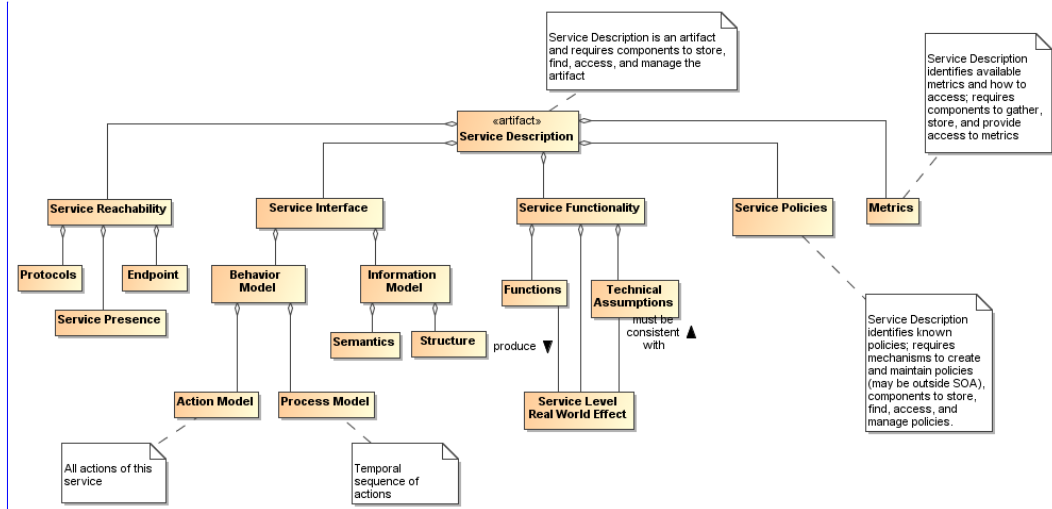 Service Description is an artifact
and requires components to store,
find, access, and manage the
artifact
Service Description
identifies available
metrics and how to
access; requires
components to gather,
store, and provide
access to metrics
«artifact»
Service Description
Service Reachability
Service Interface
Service Functionality
Service Policies
Metrics
Protocols
Endpoint
Service Presence
Behavior
Model
Information
Model
Semantics
Structure
Functions
Technical
Assumptions
produce
must be
consistent
with
Action Model
Process Model
Service Level
Real World Effect
Service Description
identifies known
policies; requires
mechanisms to create
and maintain policies
(may be outside SOA),
components to store,
find, access, and
manage policies.
All actions of this
service
Temporal
sequence of
actions